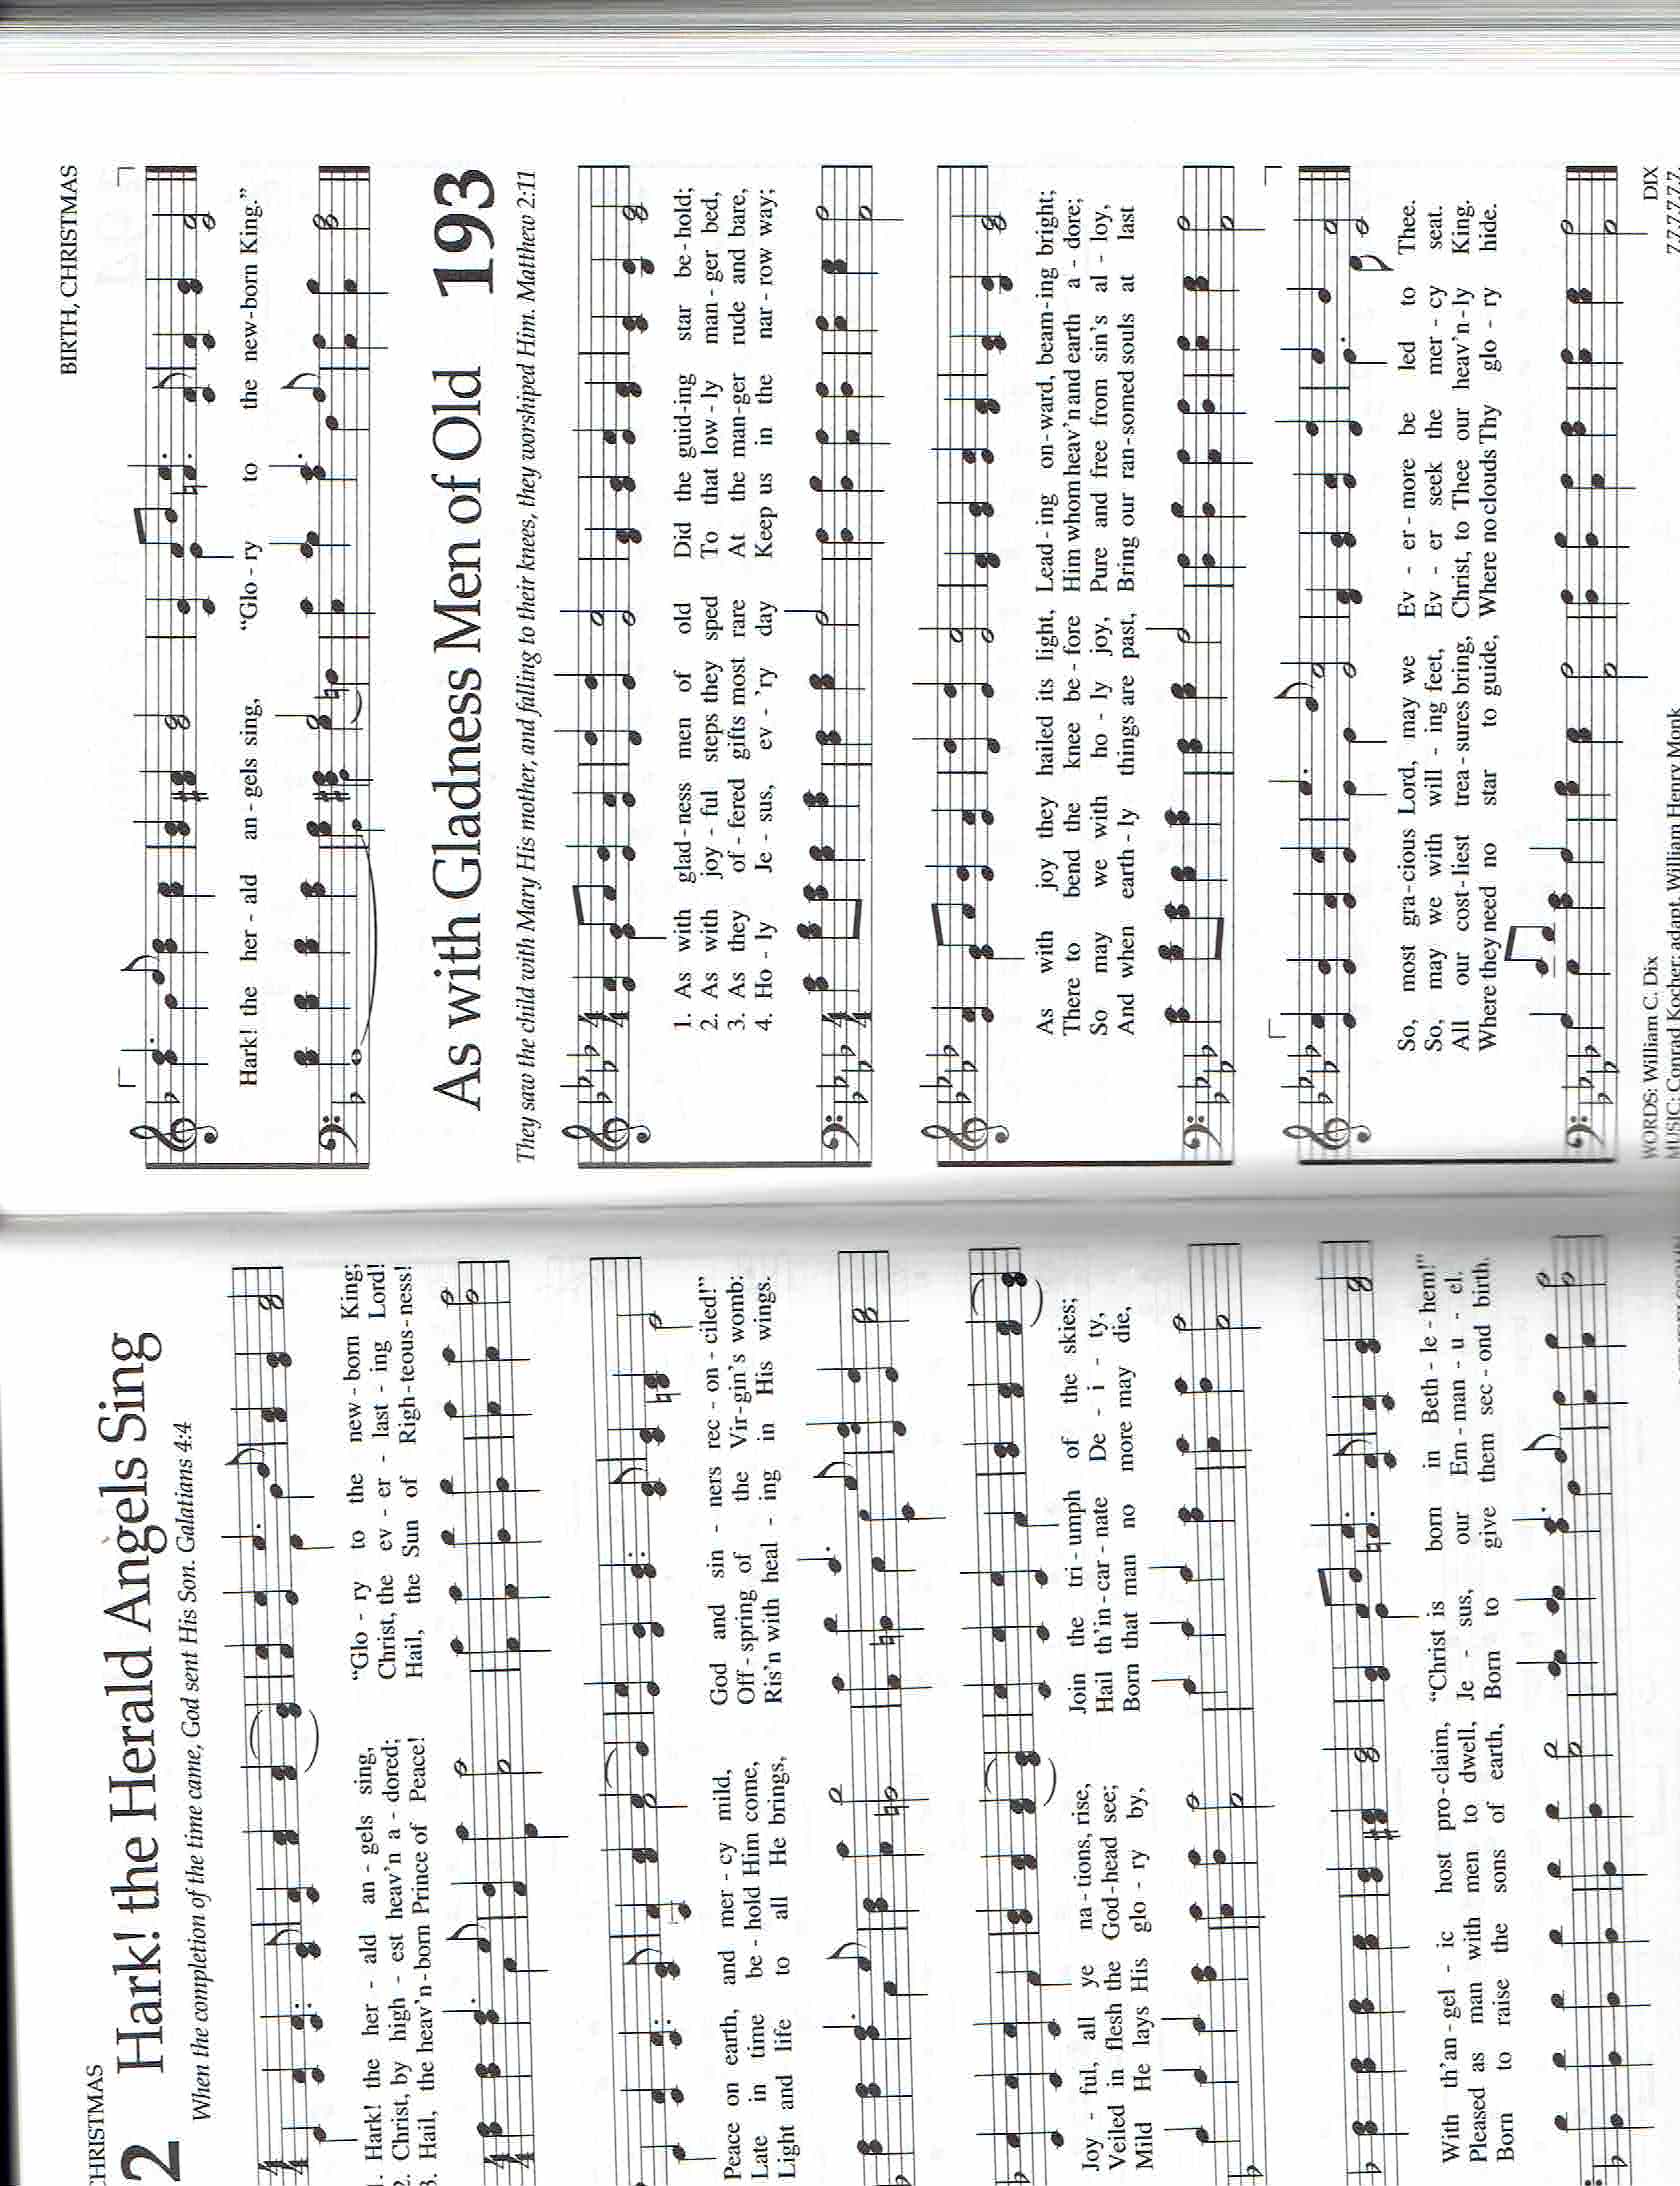 CHRISTMAS
2 Hark! the Herald Angels Sing
When the completion of the time came, God sent His Son. Galatians 4:4
1. Hark! the her - ald an - gels sing, “Glo - ry to the new - born King;
2. Christ, by high - est heav’n a - dored; Christ, the ev - er - last - ing Lord!
3. Hail, the heav’n - born Prince of Peace! Hail, the Sun of Righ - teous - ness!
Peace on earth, and mer - cy mild, God and sin - ners rec - on - ciled!”
Late in time be - hold Him come, Off - spring of the Vir - gin’s womb:
Light and life to all He brings, Ris’n with heal - ing in His wings.
Joy - ful, all ye na - tions, rise, Join the tri - umph of the skies;
Veiled in flesh the God - head see; Hail th’in - car - nate De - i - ty,
Mild He lays His glo - ry by, Born that man no more may die,
With th’an - gel - ic host pro - claim, “Christ is born in Beth - le - hem!”
Pleased as man with men to dwell, Je - sus, our Em - man - u - el.
Born to raise the sons of earth, Born to give them sec - ond birth.
BIRTH, CHRISTMAS
Hark! the her - ald an - gels sing, “Glo - ry to the new - born King.”
As with Gladness Men of Old 193
They saw the child with Mary His mother, and falling to their knees, they worshiped Him. Matthew 2:11
1. As with glad - ness men of old Did the guid - ing star be - hold;
2. As with joy - ful steps they sped To that low - ly man - ger bed,
3. As they of - fered gifts most rare At the man - ger rude and bare,
4. Ho - ly Je - sus, ev - ’ry day Keep us in the nar - row way;
As with joy they hailed its light, Lead - ing on - ward, beam - ing bright;
There to bend the knee be - fore Him whom heav’n and earth a - dore;
So may we with ho - ly joy, Pure and free from sin’s al - loy,
And when earth - ly things are past, Bring our ran - somed souls at last
So, most gra - cious Lord, may we Ev - er - more be led to Thee.
So, may we with will - ing feet, Ev - er seek the mer - cy seat.
All our cost - liest trea - sures bring, Christ, to Thee our heav’n - ly King.
Where they need no star to guide, Where no clouds Thy glo - ry hide.
WORDS: William C. Dix DIX
MUSIC: Conrad Kocher; adapt. William Henry Monk 7.7.7.7.7.7.